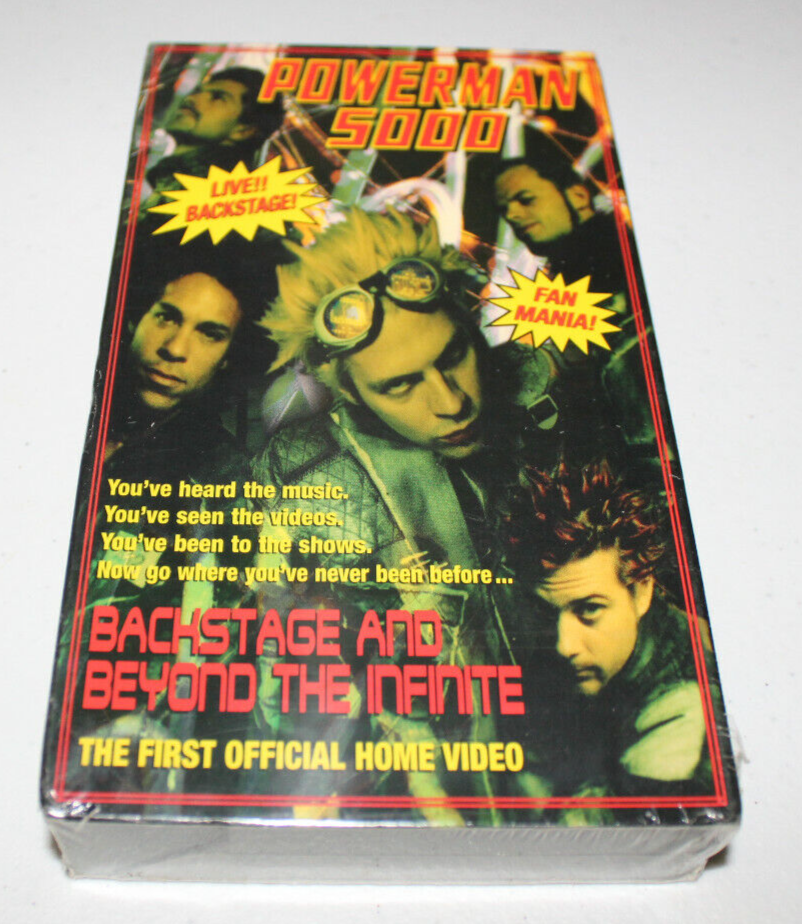 POWERMAN
5000
LIVE!!
BACKSTAGE!
FAN
MANIA!
You've heard the music.
You've seen the videos.
You've been to the shows.
Now go where you've never been before...
BACKSTAGE AND
BEYOND THE INFINITE
THE FIRST OFFICIAL HOME VIDEO